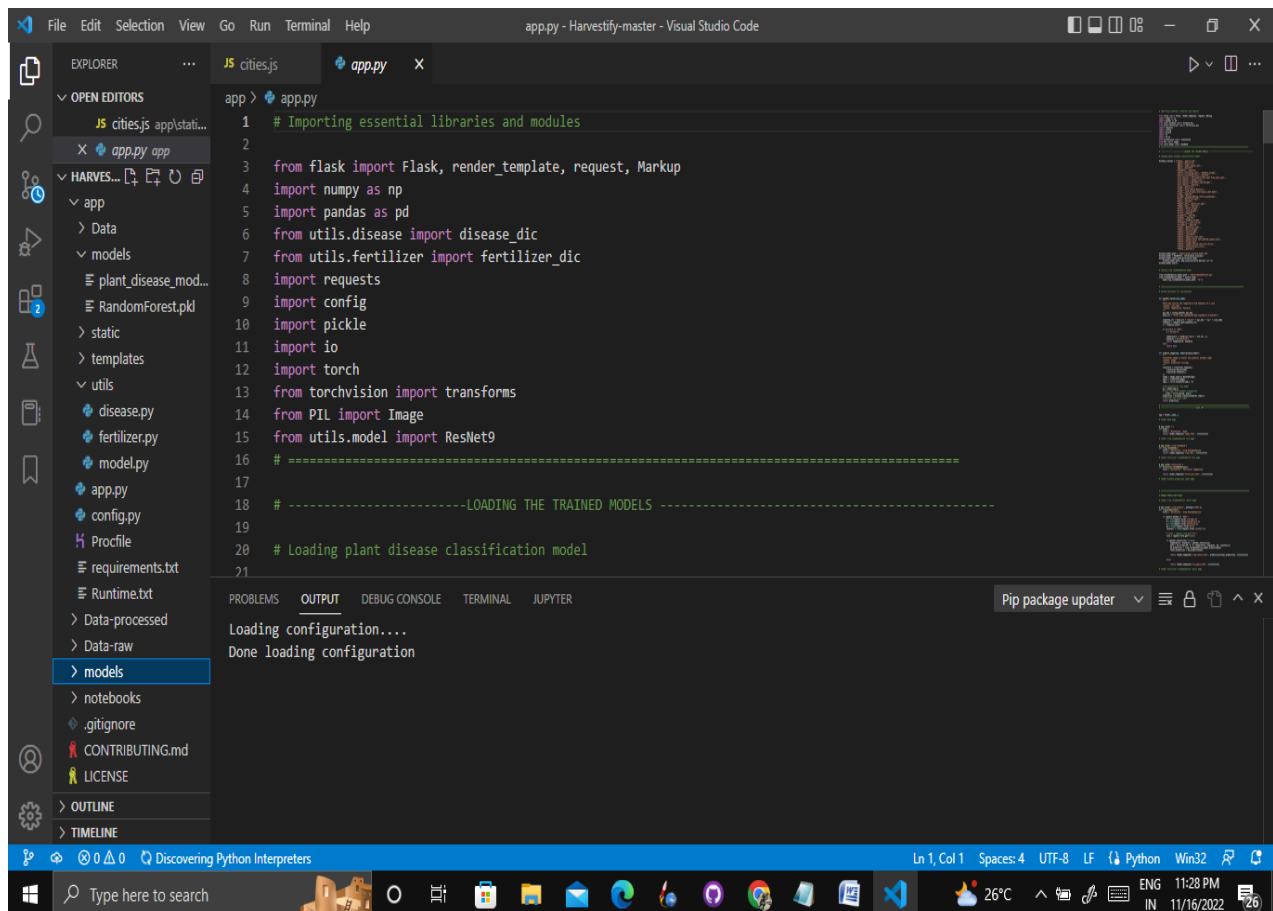 File Edit Selection View Go Run Terminal Help
app.py - Harvestify-master - Visual Studio Code
EXPLORER
JS cities.js
app.py
OPEN EDITORS
JS cities.js app\stati...
app.py app
HARVES...
app
Data
models
plant_disease_mod...
RandomForest.pkl
static
templates
utils
disease.py
fertilizer.py
model.py
app.py
config.py
Procfile
requirements.txt
Runtime.txt
Data-processed
Data-raw
models
notebooks
.gitignore
CONTRIBUTING.md
LICENSE
OUTLINE
TIMELINE
app > app.py
1 # Importing essential libraries and modules
2
3 from flask import Flask, render_template, request, Markup
4 import numpy as np
5 import pandas as pd
6 from utils.disease import disease_dic
7 from utils.fertilizer import fertilizer_dic
8 import requests
9 import config
10 import pickle
11 import io
12 import torch
13 from torchvision import transforms
14 from PIL import Image
15 from utils.model import ResNet9
16 # ==============================================================================================
17
18 # -------------------------LOADING THE TRAINED MODELS -----------------------------------------------
19
20 # Loading plant disease classification model
21
PROBLEMS OUTPUT DEBUG CONSOLE TERMINAL JUPYTER
Pip package updater
Loading configuration....
Done loading configuration
2
0 0 Discovering Python Interpreters
Ln 1, Col 1 Spaces: 4 UTF-8 LF Python Win32
Type here to search
26°C
ENG
IN
11:28 PM
11/16/2022
26